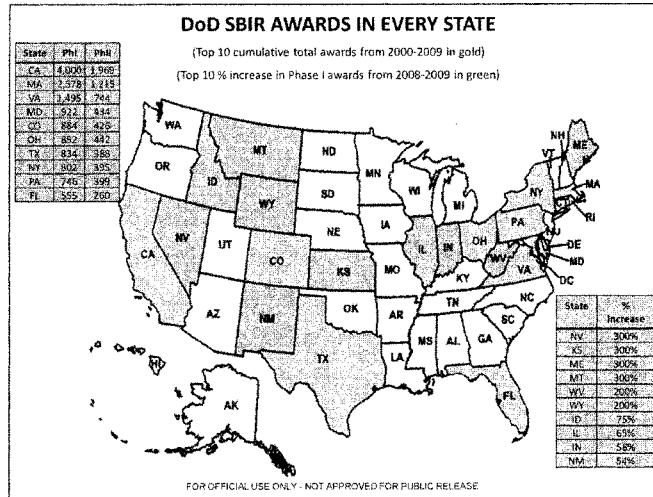 DoD SBIR AWARDS IN EVERY STATE
(Top 10 cumulative total awards from 2000-2009 in gold)
(Top 10 % increase in Phase I awards from 2008-2009 in green)
State PhI PhII
CA 4,000 1,969
MA 2,578 1,215
VA 1,495 744
MD 922 434
CO 884 426
OH 852 442
TX 834 388
NY 802 395
PA 746 399
FL 555 260
WA
OR
CA
NV
ID
MT
WY
UT
CO
AZ
NM
ND
SD
NE
KS
OK
TX
MN
IA
MO
AR
LA
WI
IL
MI
IN
OH
KY
TN
MS
AL
GA
FL
SC
NC
VA
WV
PA
NY
VT
NH
ME
MA
RI
CT
NJ
DE
MD
DC
HI
AK
State % Increase
NV 300%
KS 300%
ME 300%
MT 300%
WV 200%
WY 200%
ID 75%
IL 65%
IN 58%
NM 54%
FOR OFFICIAL USE ONLY - NOT APPROVED FOR PUBLIC RELEASE